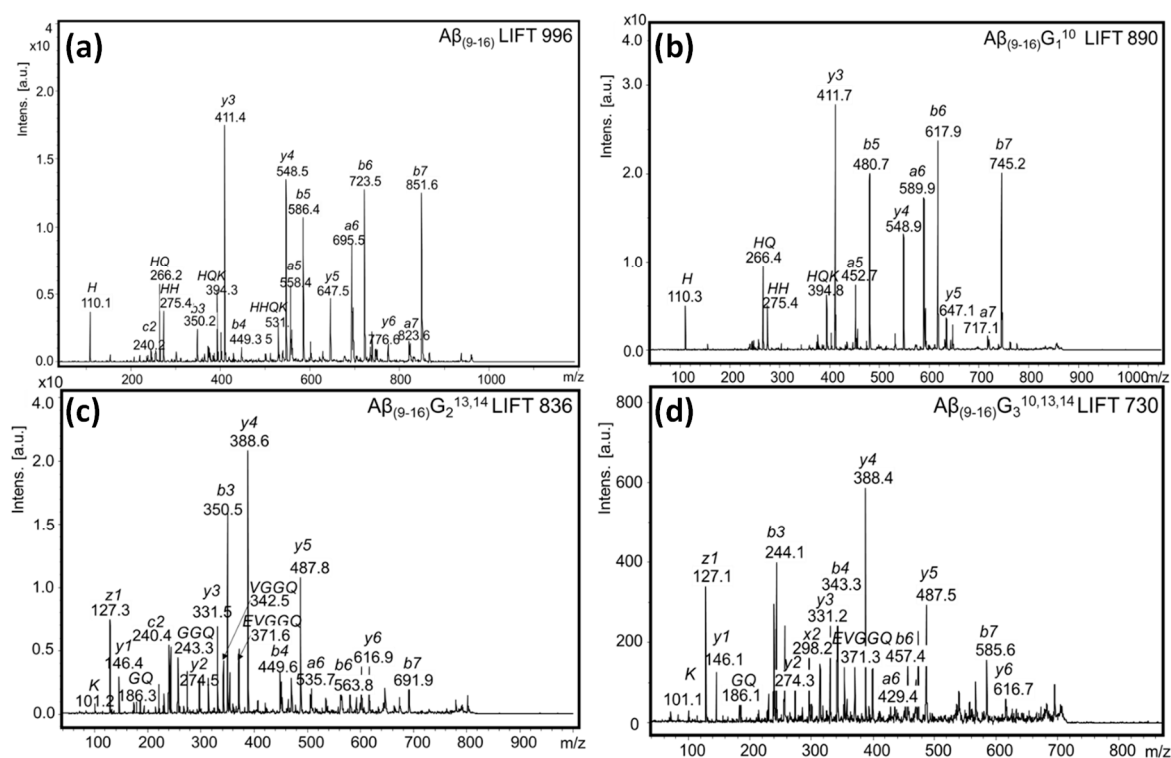 (a)
Aβ(9-16) LIFT 996
4
x10
Intens. [a.u.]
2.0
1.5
1.0
0.5
0.0
H
110.1
c2
240.2
HQ
266.2
HH
275.4
b3
350.2
HQK
394.3
y3
411.4
b4
449.3
HHQK
531.5
y4
548.5
a5
558.4
b5
586.4
y5
647.5
a6
695.5
b6
723.5
y6
776.6
a7
823.6
b7
851.6
200 400 600 800 1000 m/z
(b)
Aβ(9-16)G1¹⁰ LIFT 890
x10
Intens. [a.u.]
4.0
3.0
2.0
1.0
0.0
H
110.3
HQ
266.4
HH
275.4
HQK
394.8
y3
411.7
a5
452.7
b5
480.7
y4
548.9
a6
589.9
b6
617.9
y5
647.1
a7
717.1
b7
745.2
100 200 300 400 500 600 700 800 900 1000 m/z
(c)
Aβ(9-16)G2¹³,¹⁴ LIFT 836
x10
Intens. [a.u.]
4.0
2.0
1.5
1.0
0.5
0.0
K
101.2
z1
127.3
y1
146.4
GQ
186.3
c2
240.4
GGQ
243.3
y2
274.5
y3
331.5
VGGQ
342.5
b3
350.5
EVGGQ
371.6
y4
388.6
b4
449.6
y5
487.8
a6
535.7
b6
563.8
y6
616.9
b7
691.9
100 200 300 400 500 600 700 800 900 m/z
(d)
Aβ(9-16)G3¹⁰,¹³,¹⁴ LIFT 730
Intens. [a.u.]
800
600
400
200
0
K
101.1
z1
127.1
y1
146.1
GQ
186.1
b3
244.1
y2
274.3
x2
298.2
y3
331.2
b4
343.3
EVGGQ
371.3
y4
388.4
a6
429.4
b6
457.4
y5
487.5
b7
585.6
y6
616.7
100 200 300 400 500 600 700 800 m/z